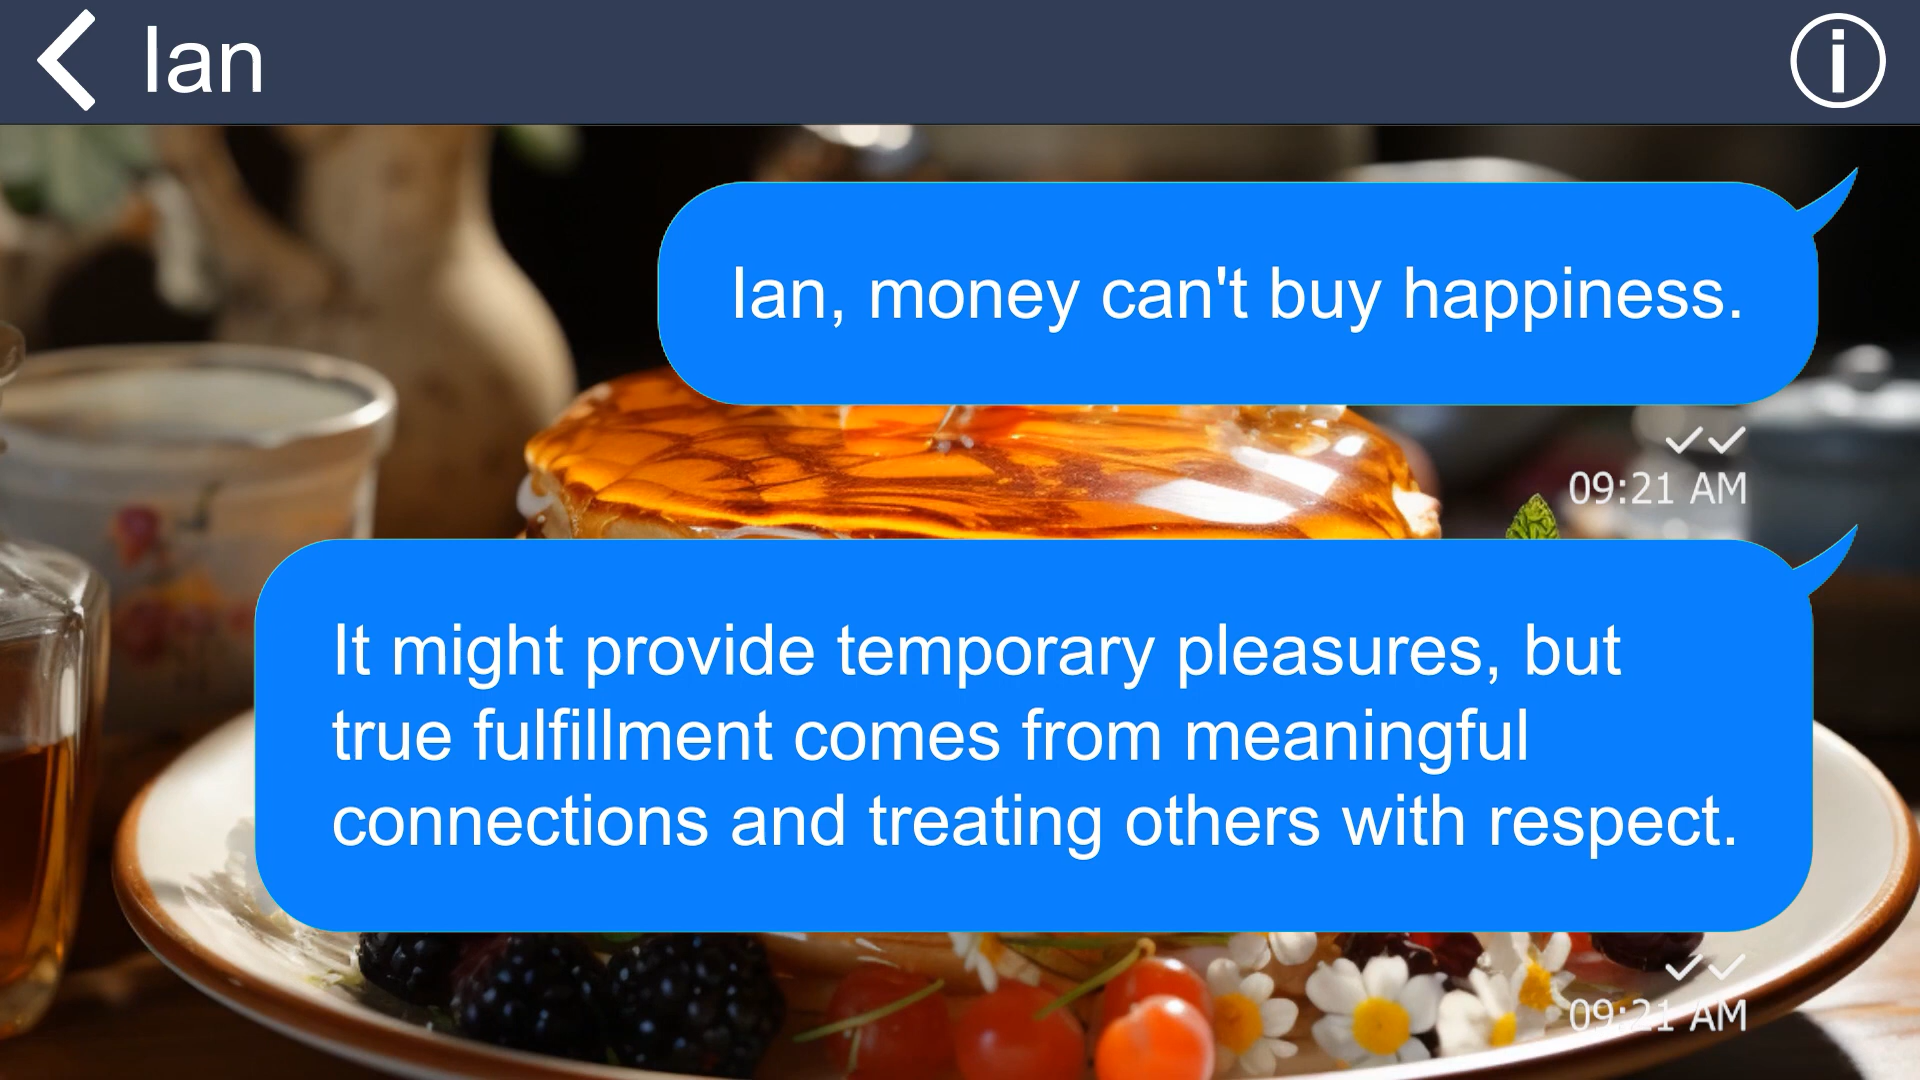 Ian
Ian, money can't buy happiness.
09:21 AM
It might provide temporary pleasures, but
true fulfillment comes from meaningful
connections and treating others with respect.
09:21 AM